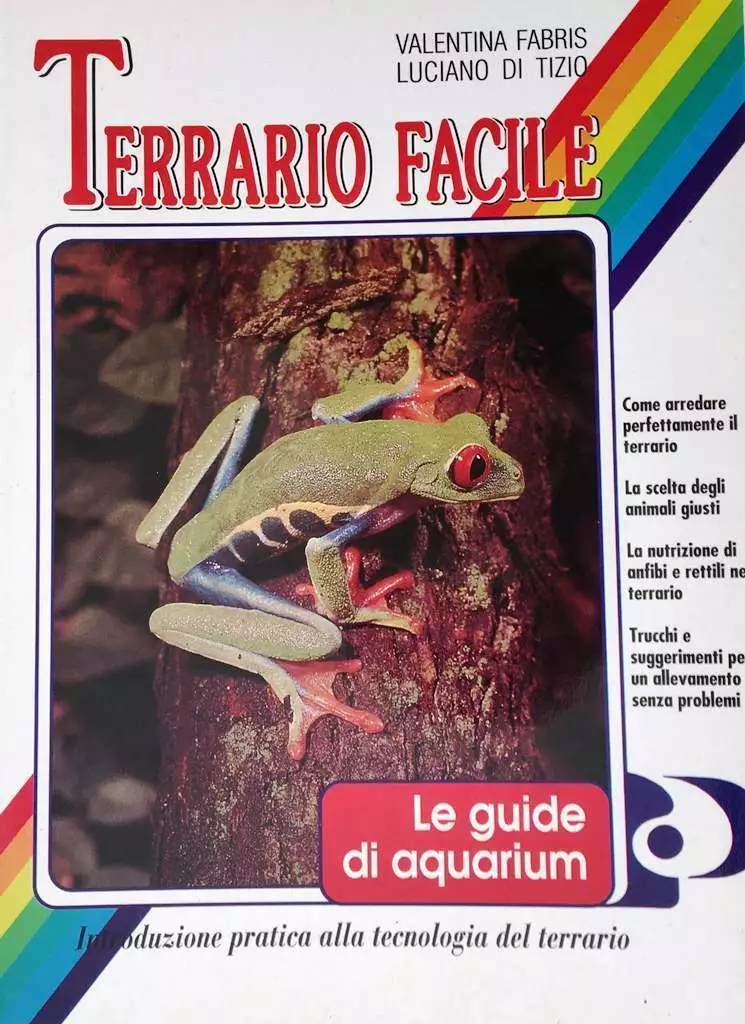 VALENTINA FABRIS
LUCIANO DI TIZIO
TERRARIO FACILE
Come arredare
perfettamente il
terrario
La scelta degli
animali giusti
La nutrizione di
anfibi e rettili ne
terrario
Trucchi e
suggerimenti pe
un allevamento
senza problemi
Le guide
di aquarium
Introduzione pratica alla tecnologia del terrario